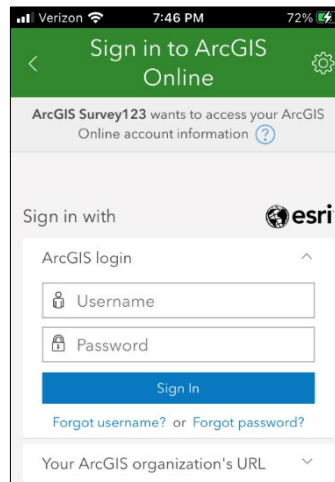 Verizon 7:46 PM 72%
Sign in to ArcGIS
Online
ArcGIS Survey123 wants to access your ArcGIS
Online account information ?
Sign in with esri
ArcGIS login
Username
Password
Sign In
Forgot username? or Forgot password?
Your ArcGIS organization's URL